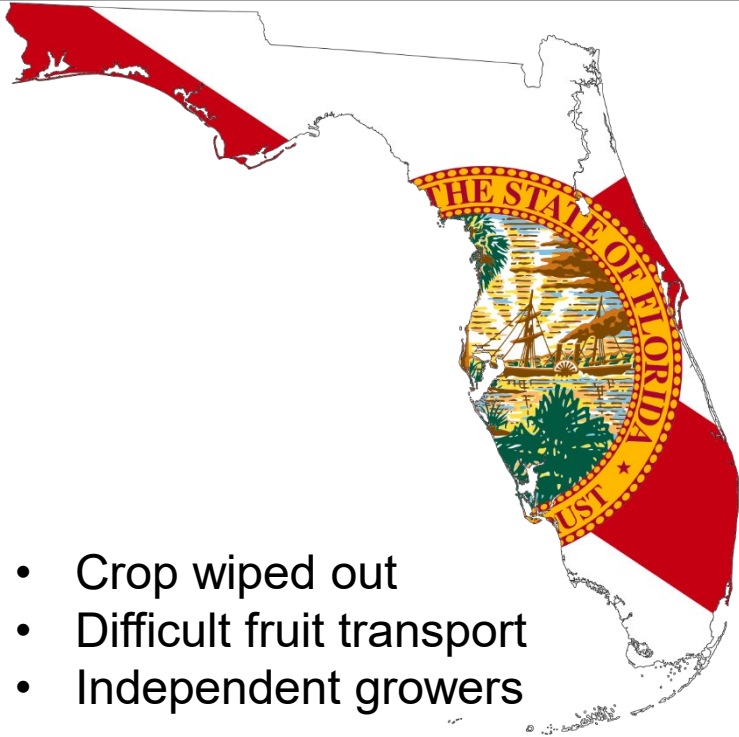 THE STATE OF FLORIDA
UST
• Crop wiped out
• Difficult fruit transport
• Independent growers